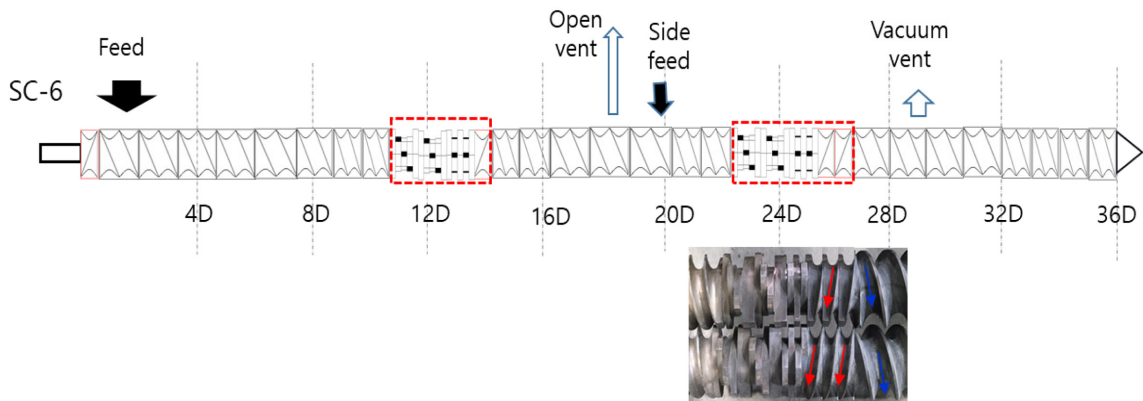 Open
vent
Side
feed
Vacuum
vent
Feed
SC-6
4D
8D
12D
16D
20D
24D
28D
32D
36D